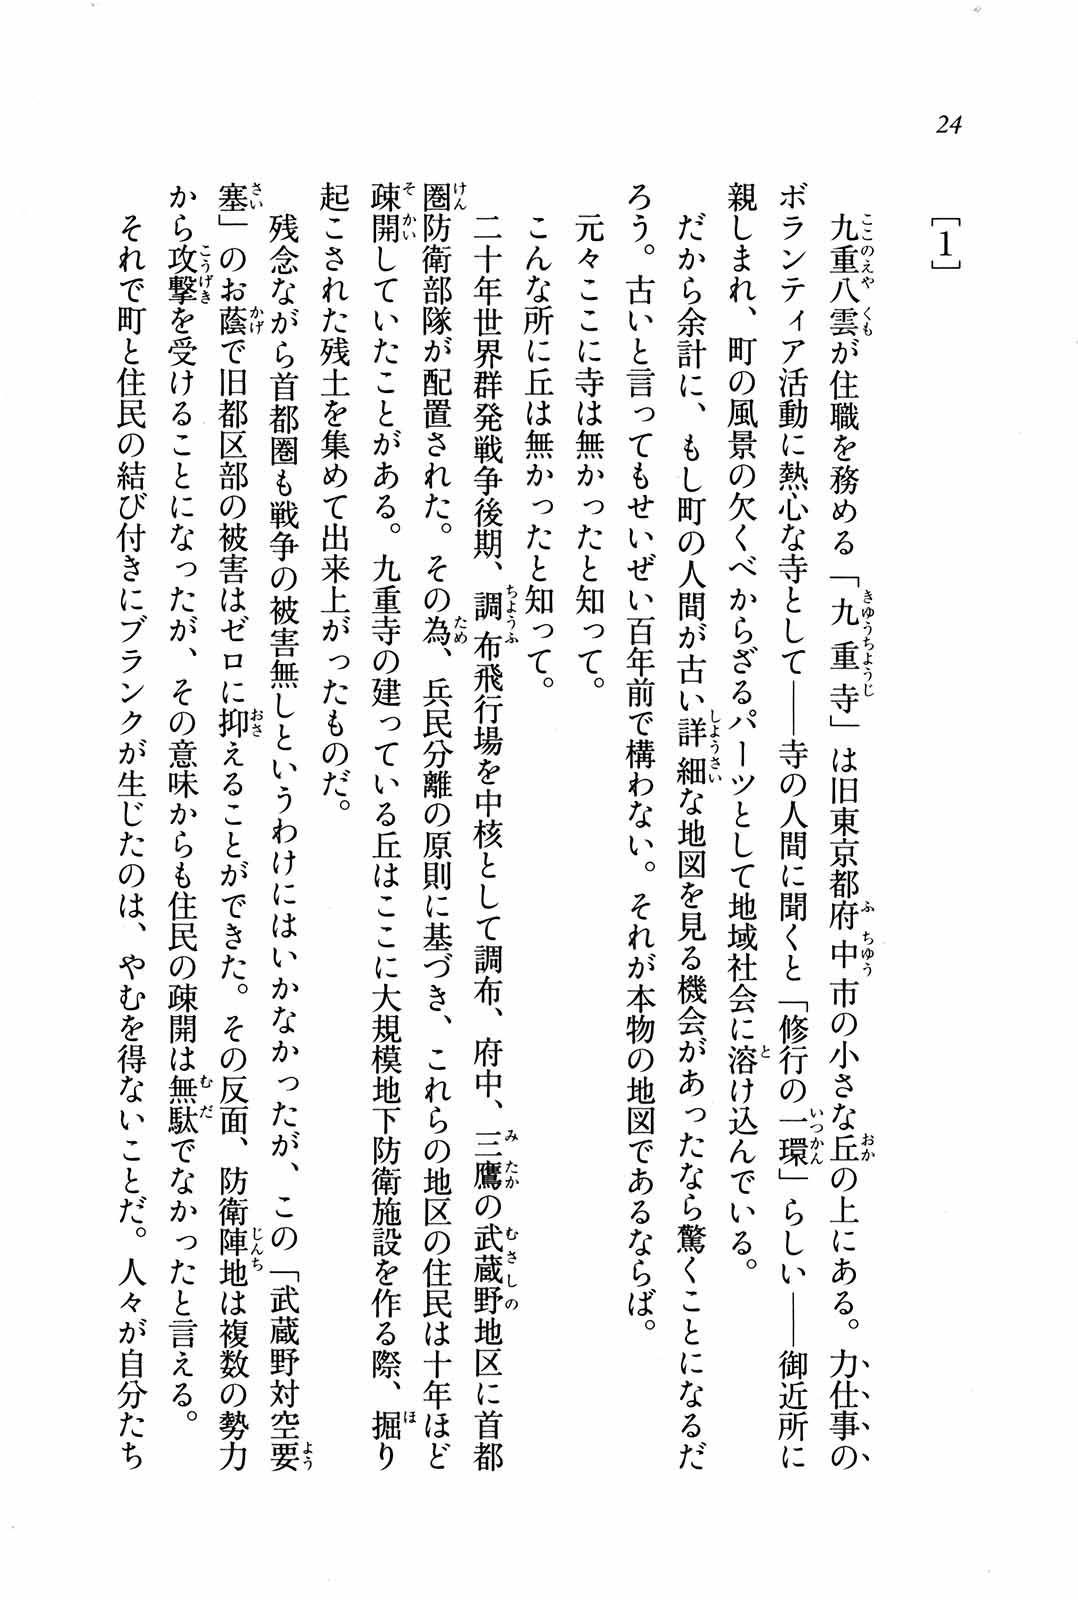 24
［1］
九重八雲が住職を務める「九重寺」は旧東京都府中市の小さな丘の上にある。力仕事の
ボランティア活動に熱心な寺として――寺の人間に聞くと「修行の一環」らしい――御近所に
親しまれ、町の風景の欠くべからざるパーツとして地域社会に溶け込んでいる。
だから余計に、もし町の人間が古い詳細な地図を見る機会があったなら驚くことになるだ
ろう。古いと言ってもせいぜい百年前で構わない。それが本物の地図であるならば。
元々ここに寺は無かったと知って。
こんな所に丘は無かったと知って。
二十年世界群発戦争後期、調布飛行場を中核として調布、府中、三鷹の武蔵野地区に首都
圏防衛部隊が配置された。その為、兵民分離の原則に基づき、これらの地区の住民は十年ほど
疎開していたことがある。九重寺の建っている丘はここに大規模地下防衛施設を作る際、掘り
起こされた残土を集めて出来上がったものだ。
残念ながら首都圏も戦争の被害無しというわけにはいかなかったが、この「武蔵野対空要
塞」のお蔭で旧都区部の被害はゼロに抑えることができた。その反面、防衛陣地は複数の勢力
から攻撃を受けることになったが、その意味からも住民の疎開は無駄でなかったと言える。
それで町と住民の結び付きにブランクが生じたのは、やむを得ないことだ。人々が自分たち